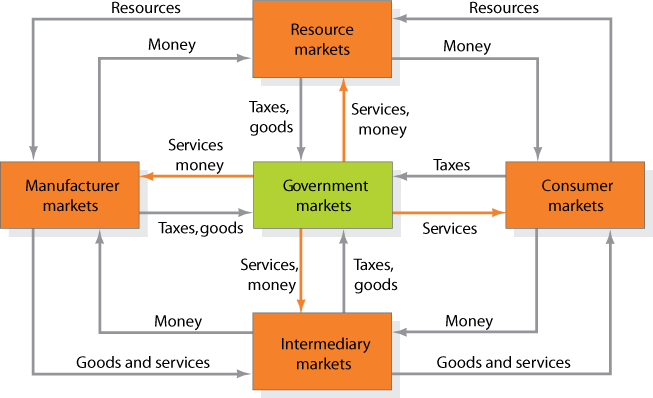 Resources
Resources
Resource
markets
Money
Money
Taxes,
goods
Services,
money
Services
money
Taxes
Manufacturer
markets
Government
markets
Consumer
markets
Taxes, goods
Services
Services,
money
Taxes,
goods
Money
Money
Intermediary
markets
Goods and services
Goods and services